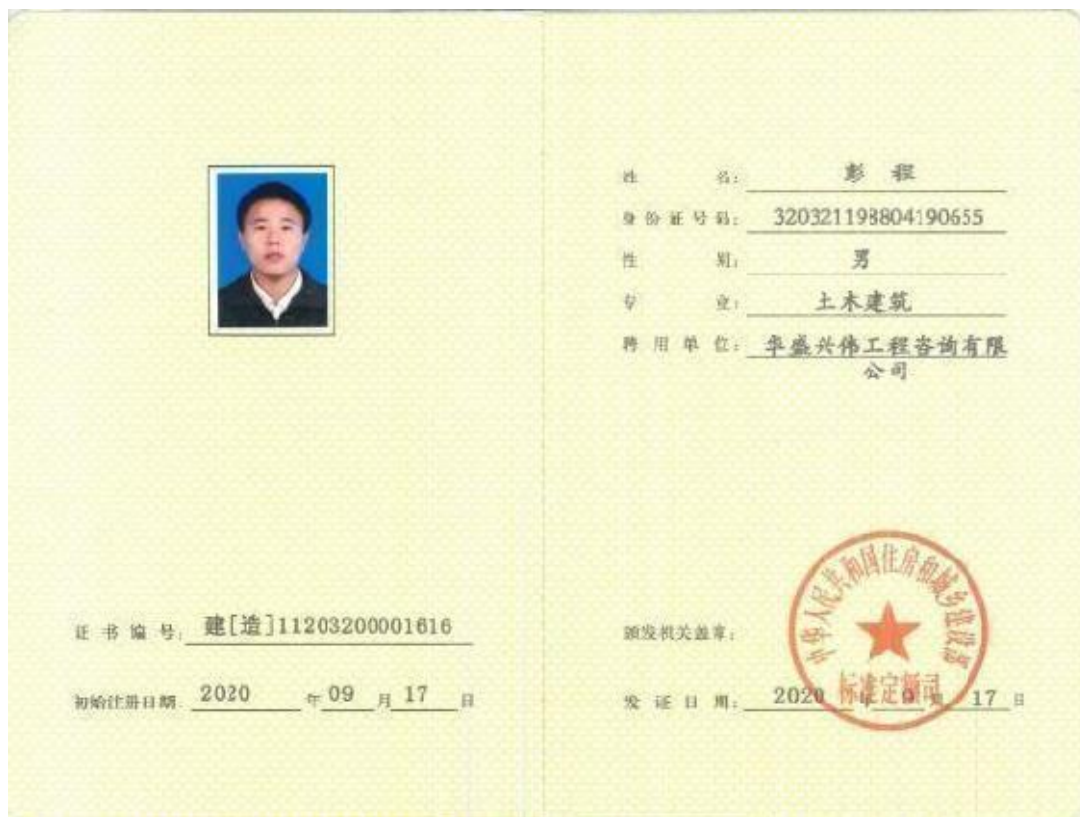 证书编号: 建[造]11203200001616
初始注册日期 2020 年 09 月 17 日
姓名: 彭 程
身份证号码: 320321198804190655
性别: 男
专业: 土木建筑
聘用单位: 华盛兴伟工程咨询有限
公司
中华人民共和国住房和城乡建设部
标准定额司
颁发机关盖章:
发证日期: 2020 年 9 月 17 日